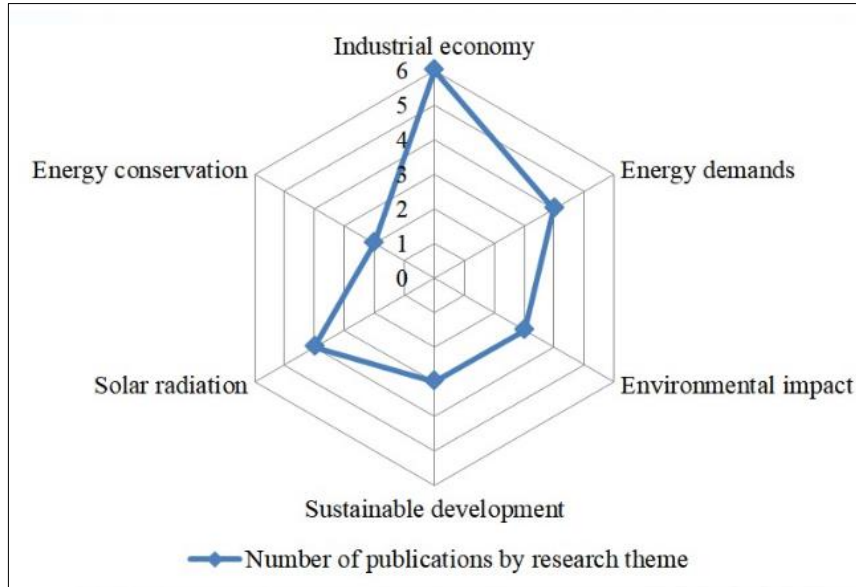 Industrial economy
6
5
4
3
2
1
0
Energy conservation
Energy demands
Solar radiation
Environmental impact
Sustainable development
Number of publications by research theme